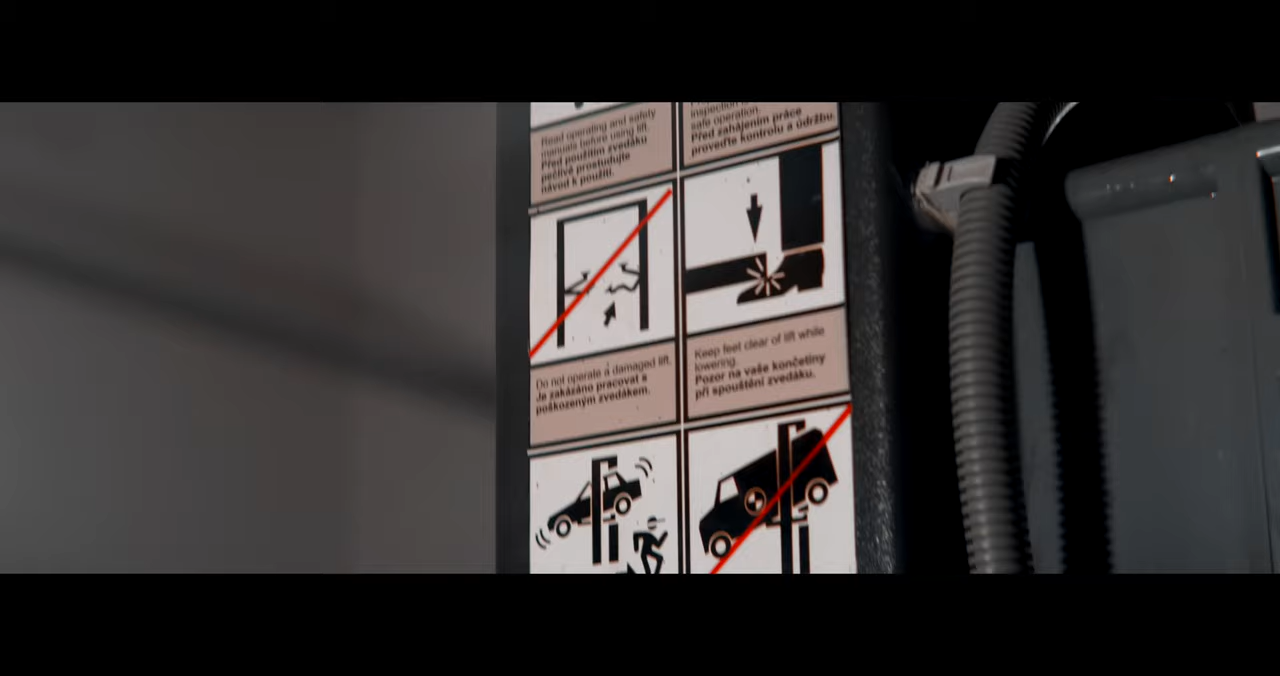 Read operating and safety
manuals before using lift.
Před použitím zvedáku
pečlivě prostudujte
návod k použití.
inspection
safe operation.
Před zahájením práce
proveďte kontrolu a údržbu.
Do not operate a damaged lift.
Je zakázáno pracovat s
poškozeným zvedákem.
Keep feet clear of lift while
lowering.
Pozor na vaše končetiny
při spouštění zvedáku.